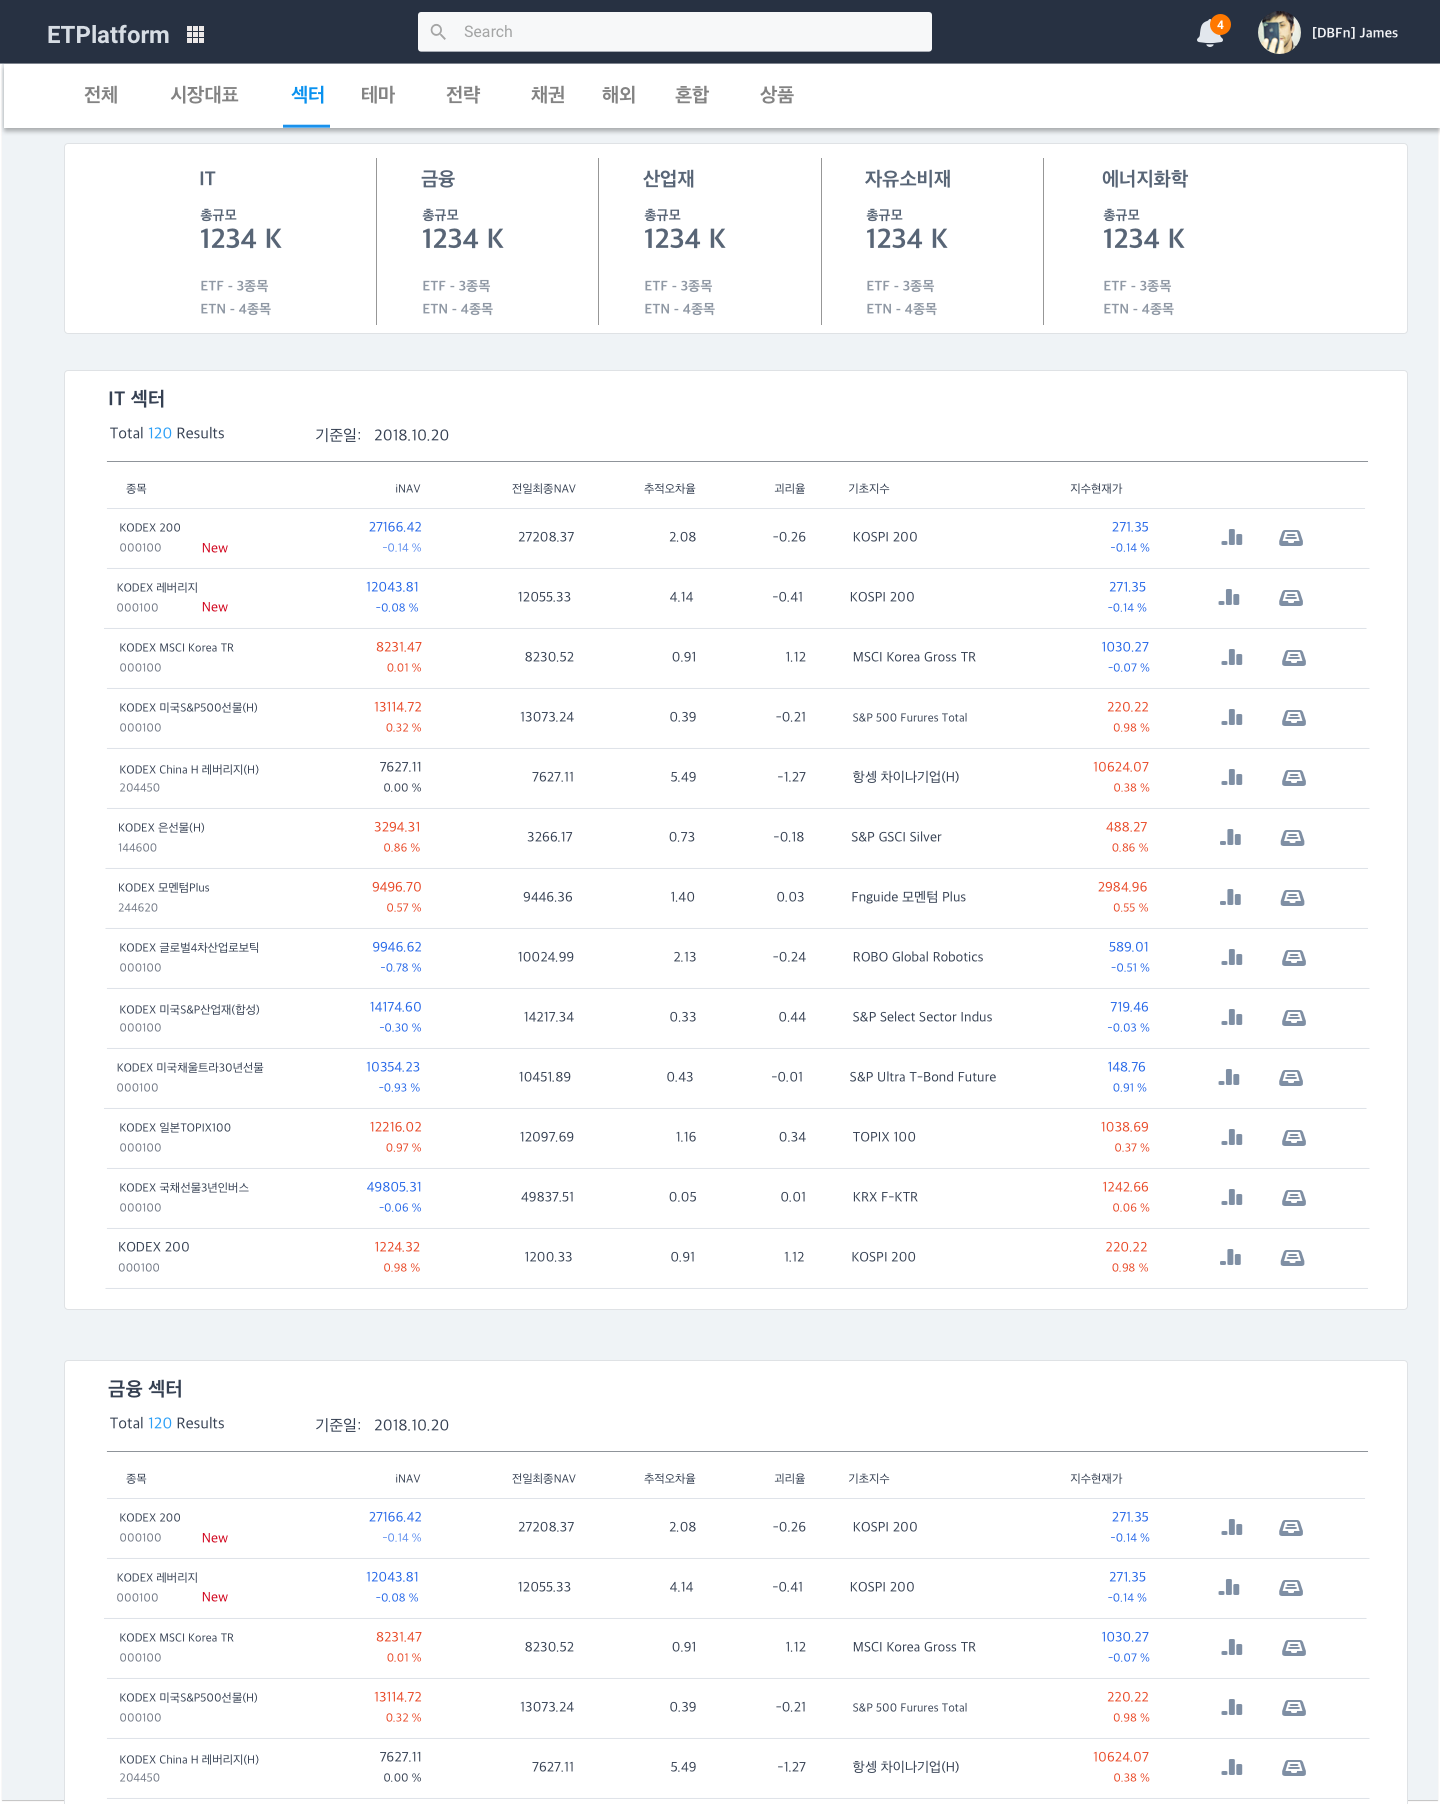 ETPlatform
Search
4
[DBFn] James
전체 시장대표 섹터 테마 전략 채권 해외 혼합 상품
IT 금융 산업재 자유소비재 에너지화학
총규모 총규모 총규모 총규모 총규모
1234 K 1234 K 1234 K 1234 K 1234 K
ETF - 3종목 ETF - 3종목 ETF - 3종목 ETF - 3종목 ETF - 3종목
ETN - 4종목 ETN - 4종목 ETN - 4종목 ETN - 4종목 ETN - 4종목
IT 섹터
Total 120 Results 기준일: 2018.10.20
종목 iNAV 전일최종NAV 추적오차율 괴리율 기초지수 지수현재가
KODEX 200 27166.42 27208.37 2.08 -0.26 KOSPI 200 271.35
000100 New -0.14 % -0.14 %
KODEX 레버리지 12043.81 12055.33 4.14 -0.41 KOSPI 200 271.35
000100 New -0.08 % -0.14 %
KODEX MSCI Korea TR 8231.47 8230.52 0.91 1.12 MSCI Korea Gross TR 1030.27
000100 0.01 % -0.07 %
KODEX 미국S&P500선물(H) 13114.72 13073.24 0.39 -0.21 S&P 500 Furures Total 220.22
000100 0.32 % 0.98 %
KODEX China H 레버리지(H) 7627.11 7627.11 5.49 -1.27 항셍 차이나기업(H) 10624.07
204450 0.00 % 0.38 %
KODEX 은선물(H) 3294.31 3266.17 0.73 -0.18 S&P GSCI Silver 488.27
144600 0.86 % 0.86 %
KODEX 모멘텀Plus 9496.70 9446.36 1.40 0.03 Fnguide 모멘텀 Plus 2984.96
244620 0.57 % 0.55 %
KODEX 글로벌4차산업로보틱 9946.62 10024.99 2.13 -0.24 ROBO Global Robotics 589.01
000100 -0.78 % -0.51 %
KODEX 미국S&P산업재(합성) 14174.60 14217.34 0.33 0.44 S&P Select Sector Indus 719.46
000100 -0.30 % -0.03 %
KODEX 미국채울트라30년선물 10354.23 10451.89 0.43 -0.01 S&P Ultra T-Bond Future 148.76
000100 -0.93 % 0.91 %
KODEX 일본TOPIX100 12216.02 12097.69 1.16 0.34 TOPIX 100 1038.69
000100 0.97 % 0.37 %
KODEX 국채선물3년인버스 49805.31 49837.51 0.05 0.01 KRX F-KTR 1242.66
000100 -0.06 % 0.06 %
KODEX 200 1224.32 1200.33 0.91 1.12 KOSPI 200 220.22
000100 0.98 % 0.98 %
금융 섹터
Total 120 Results 기준일: 2018.10.20
종목 iNAV 전일최종NAV 추적오차율 괴리율 기초지수 지수현재가
KODEX 200 27166.42 27208.37 2.08 -0.26 KOSPI 200 271.35
000100 New -0.14 % -0.14 %
KODEX 레버리지 12043.81 12055.33 4.14 -0.41 KOSPI 200 271.35
000100 New -0.08 % -0.14 %
KODEX MSCI Korea TR 8231.47 8230.52 0.91 1.12 MSCI Korea Gross TR 1030.27
000100 0.01 % -0.07 %
KODEX 미국S&P500선물(H) 13114.72 13073.24 0.39 -0.21 S&P 500 Furures Total 220.22
000100 0.32 % 0.98 %
KODEX China H 레버리지(H) 7627.11 7627.11 5.49 -1.27 항셍 차이나기업(H) 10624.07
204450 0.00 % 0.38 %